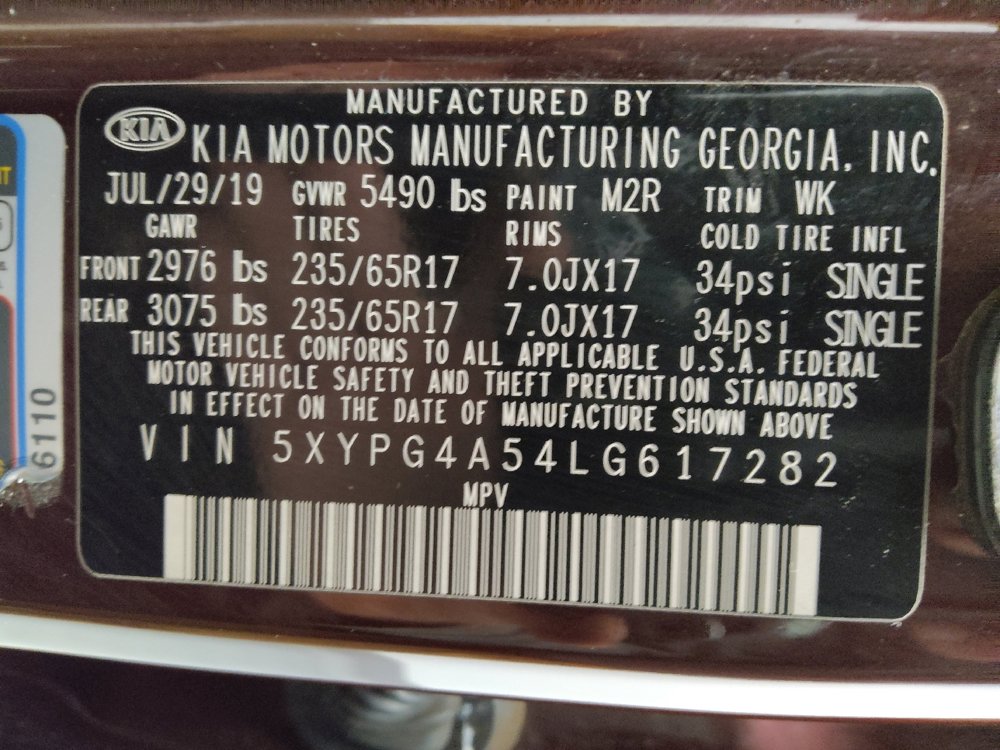 MANUFACTURED BY
KIA KIA MOTORS MANUFACTURING GEORGIA, INC.
JUL/29/19 GVWR 5490 lbs PAINT M2R TRIM WK
GAWR TIRES RIMS COLD TIRE INFL
FRONT 2976 lbs 235/65R17 7.0JX17 34psi SINGLE
REAR 3075 lbs 235/65R17 7.0JX17 34psi SINGLE
THIS VEHICLE CONFORMS TO ALL APPLICABLE U.S.A. FEDERAL
MOTOR VEHICLE SAFETY AND THEFT PREVENTION STANDARDS
IN EFFECT ON THE DATE OF MANUFACTURE SHOWN ABOVE
VIN 5XYPG4A54LG617282
MPV
6110